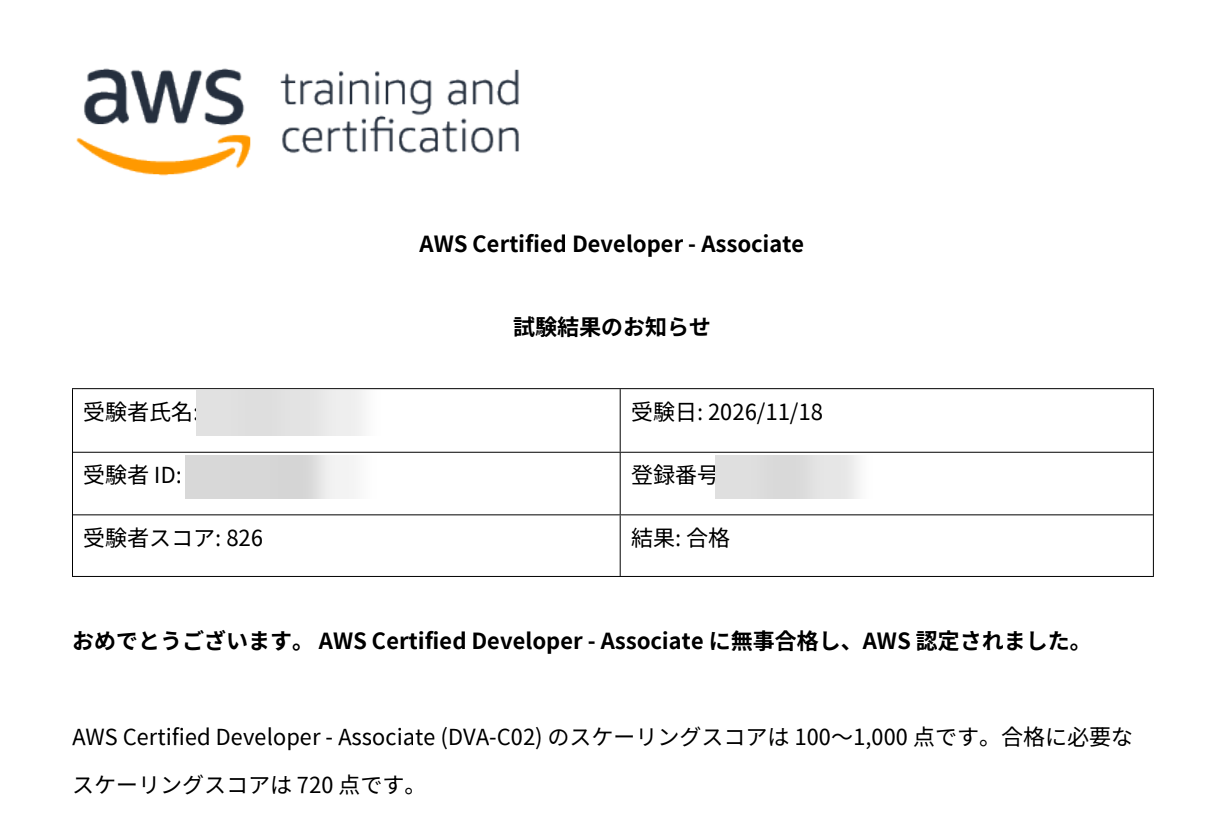 aws training and
certification
AWS Certified Developer - Associate
試験結果のお知らせ
受験者氏名:
受験日: 2026/11/18
受験者 ID:
登録番号
受験者スコア: 826
結果: 合格
おめでとうございます。 AWS Certified Developer - Associate に無事合格し、AWS 認定されました。
AWS Certified Developer - Associate (DVA-C02) のスケーリングスコアは 100～1,000 点です。合格に必要な
スケーリングスコアは 720 点です。